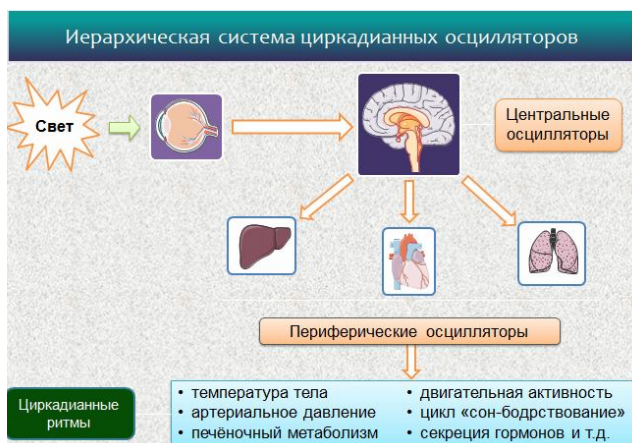 Иерархическая система циркадианных осцилляторов
Свет
Центральные
осцилляторы
Периферические осцилляторы
Циркадианные
ритмы
• температура тела
• артериальное давление
• печёночный метаболизм
• двигательная активность
• цикл «сон-бодрствование»
• секреция гормонов и т.д.